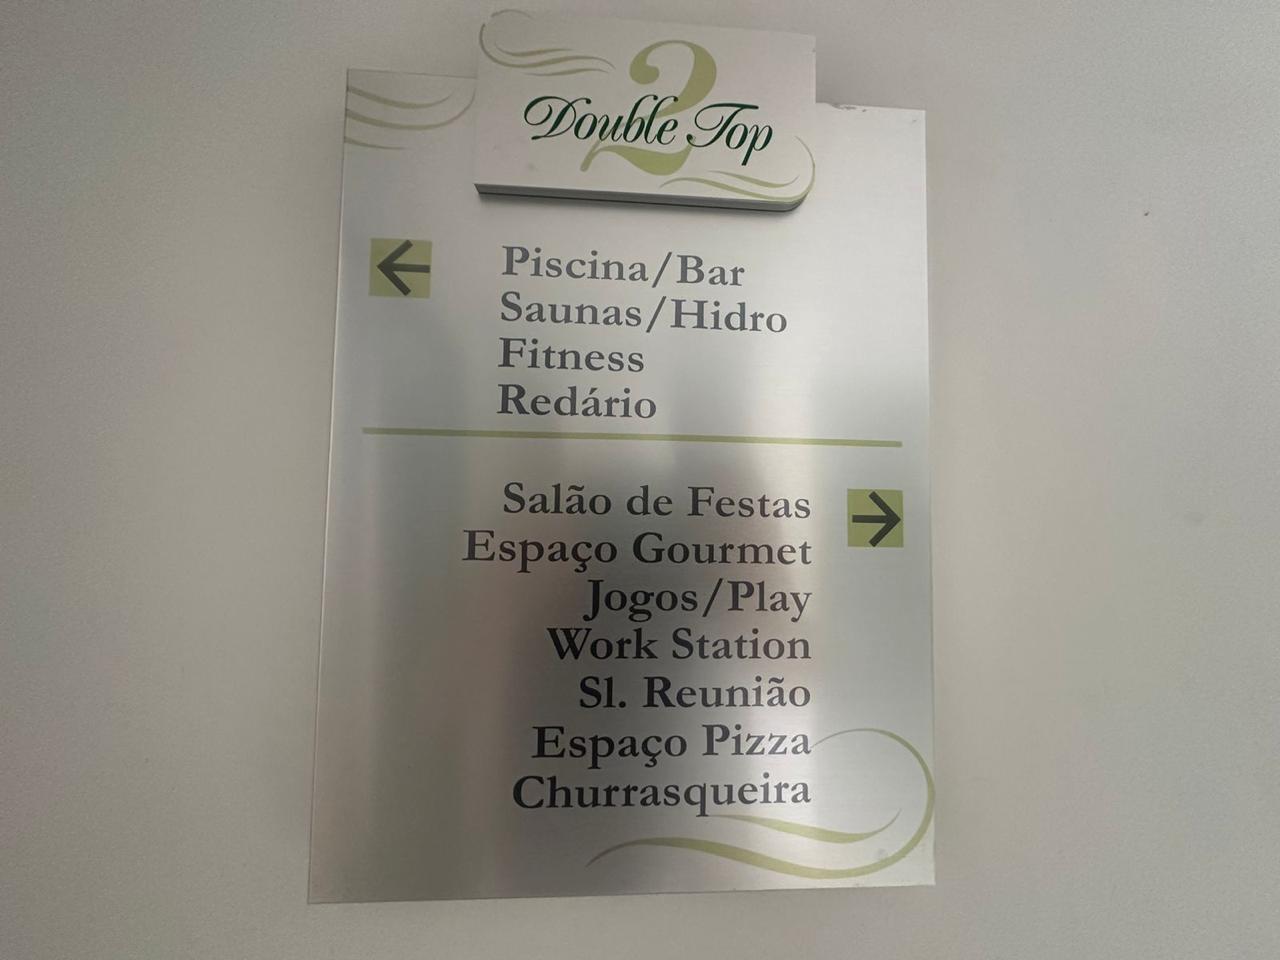 2
Double Top
Piscina/Bar
Saunas/Hidro
Fitness
Redário
Salão de Festas
Espaço Gourmet
Jogos/Play
Work Station
Sl. Reunião
Espaço Pizza
Churrasqueira